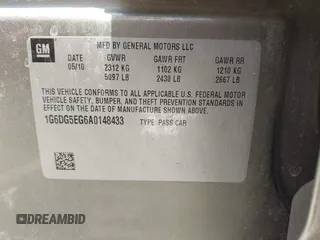 GM
MFD BY GENERAL MOTORS LLC
05/10 GVWR GAWR FRT GAWR RR
2312 KG 1102 KG 1210 KG
5097 LB 2430 LB 2667 LB
THIS VEHICLE CONFORMS TO ALL APPLICABLE U.S. FEDERAL MOTOR
VEHICLE SAFETY, BUMPER, AND THEFT PREVENTION STANDARDS IN
EFFECT ON THE DATE OF MANUFACTURE SHOWN ABOVE.
1G6DG5EG6A0148433 TYPE: PASS CAR
DREAMBID